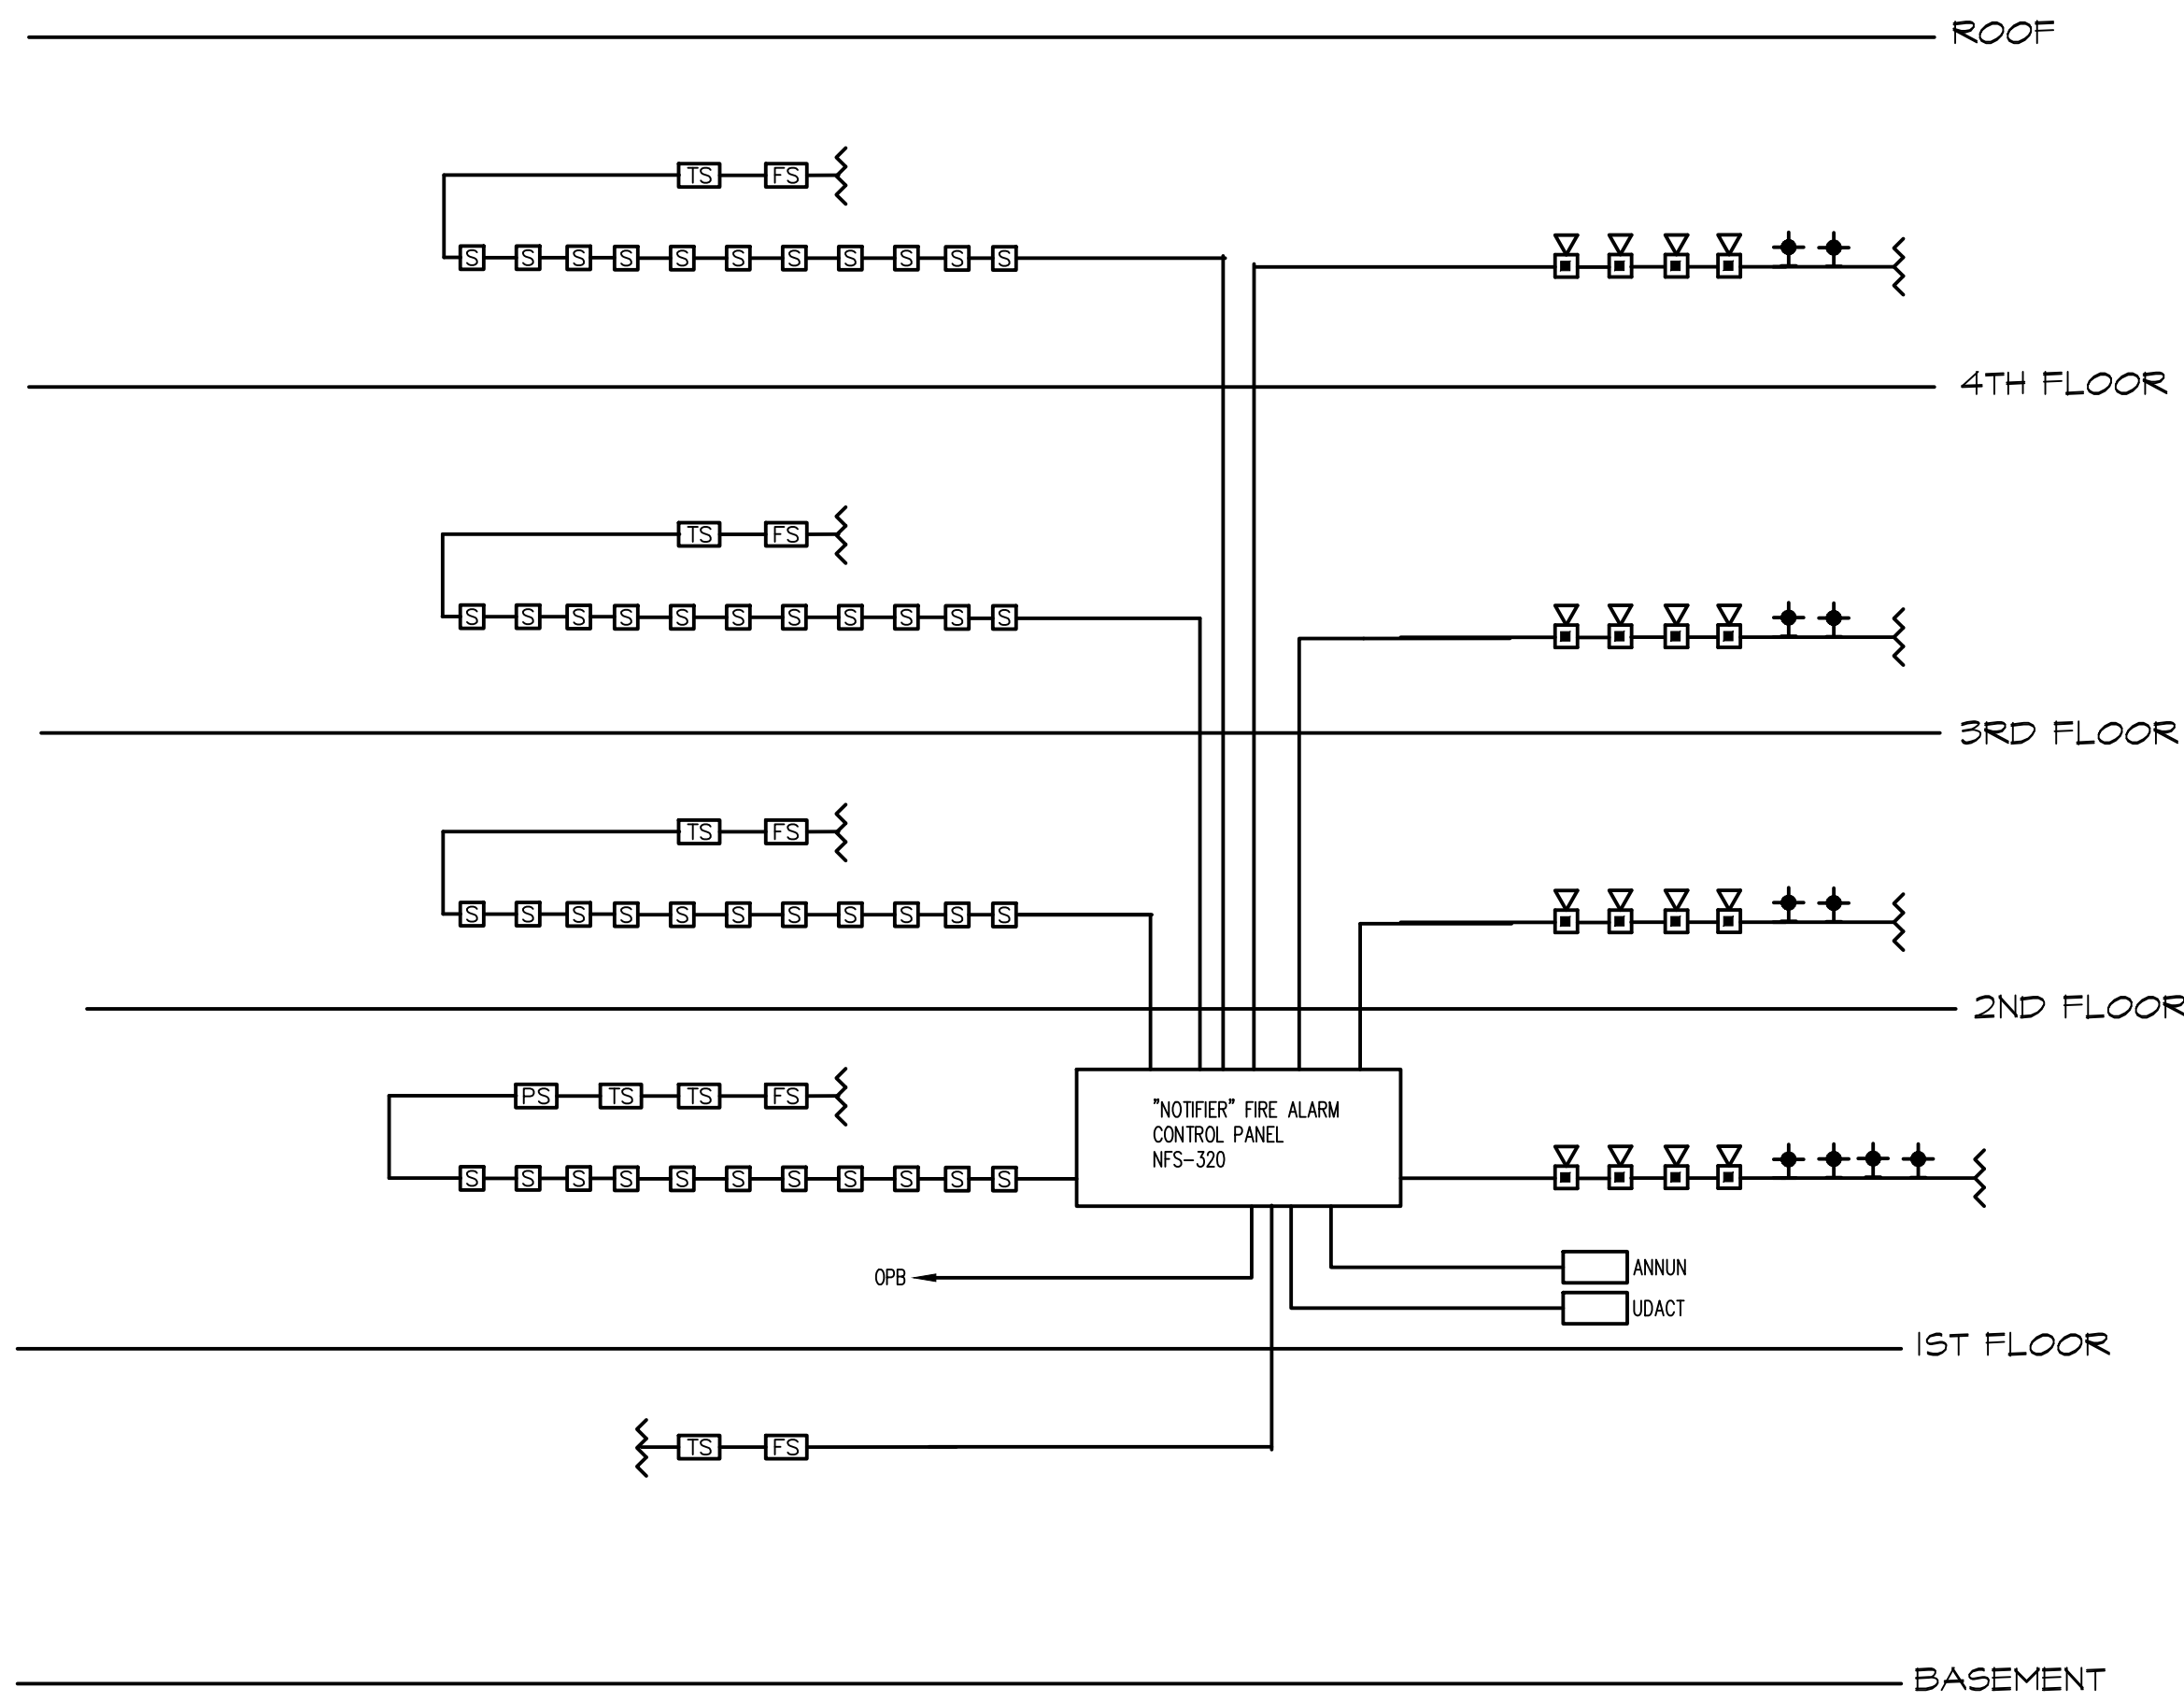 ROOF
TS FS
S S S S S S S S S S S
4TH FLOOR
TS FS
S S S S S S S S S S S
3RD FLOOR
TS FS
S S S S S S S S S S S
2ND FLOOR
PS TS TS FS
S S S S S S S S S S S
"NOTIFIER" FIRE ALARM
CONTROL PANEL
NFS-320
OPB
ANNUN
UDACT
1ST FLOOR
TS FS
BASEMENT